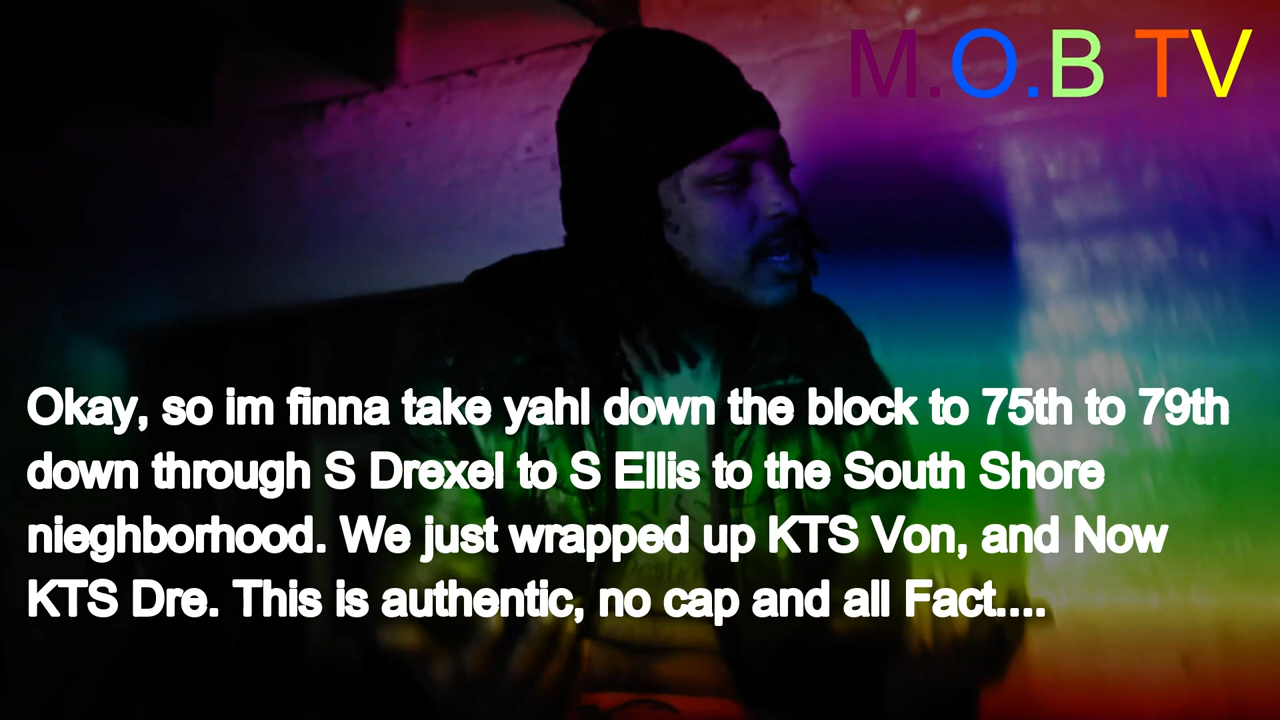 M.O.B TV
Okay, so im finna take yahl down the block to 75th to 79th
down through S Drexel to S Ellis to the South Shore
nieghborhood. We just wrapped up KTS Von, and Now
KTS Dre. This is authentic, no cap and all Fact....